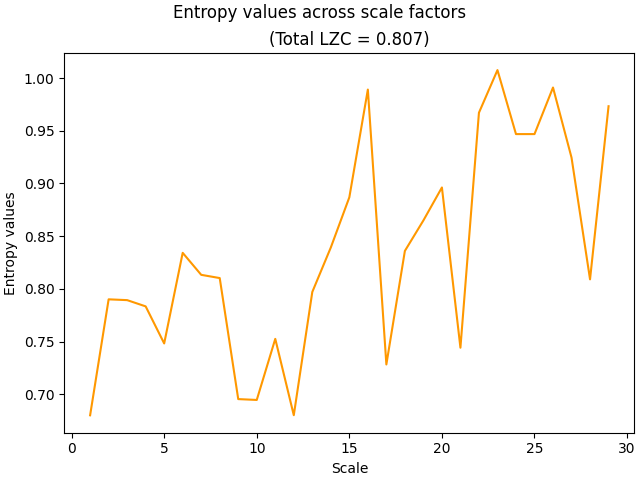 Entropy values across scale factors
(Total LZC = 0.807)
1.00
0.95
0.90
0.85
0.80
0.75
0.70
Entropy values
0 5 10 15 20 25 30
Scale